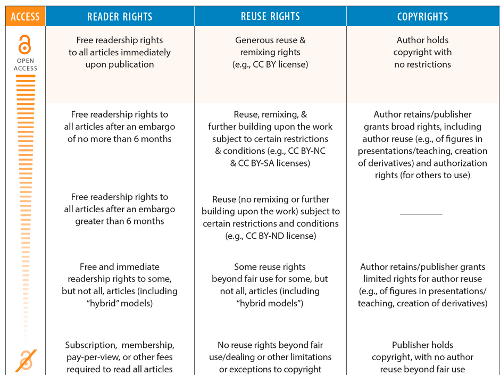 ACCESS READER RIGHTS REUSE RIGHTS COPYRIGHTS
OPEN
ACCESS
Free readership rights
to all articles immediately
upon publication
Generous reuse &
remixing rights
(e.g., CC BY license)
Author holds
copyright with
no restrictions
Free readership rights to
all articles after an embargo
of no more than 6 months
Reuse, remixing, &
further building upon the work
subject to certain restrictions
& conditions (e.g., CC BY-NC
& CC BY-SA licenses)
Author retains/publisher
grants broad rights, including
author reuse (e.g., of figures in
presentations/teaching, creation
of derivatives) and authorization
rights (for others to use)
Free readership rights to
all articles after an embargo
greater than 6 months
Reuse (no remixing or further
building upon the work) subject to
certain restrictions and conditions
(e.g., CC BY-ND license)
Free and immediate
readership rights to some,
but not all, articles (including
"hybrid" models)
Some reuse rights
beyond fair use for some, but
not all, articles (including
"hybrid models")
Author retains/publisher grants
limited rights for author reuse
(e.g., of figures in presentations/
teaching, creation of derivatives)
Subscription, membership,
pay-per-view, or other fees
required to read all articles
No reuse rights beyond fair
use/dealing or other limitations
or exceptions to copyright
Publisher holds
copyright, with no author
reuse beyond fair use